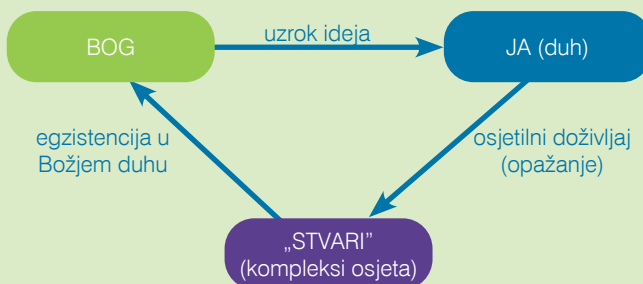 BOG
uzrok ideja
JA (duh)
egzistencija u
Božjem duhu
osjetilni doživljaj
(opažanje)
„STVARI”
(kompleksi osjeta)